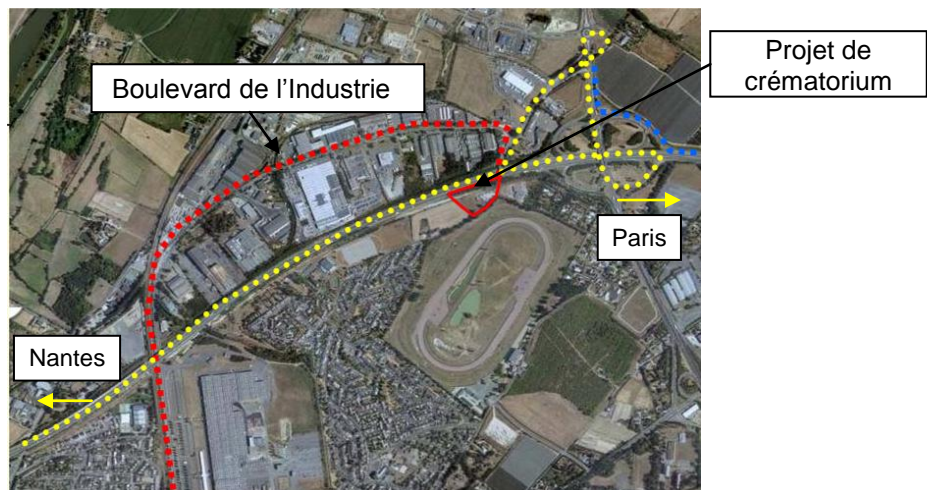 Projet de
crématorium
Boulevard de l’Industrie
Paris
Nantes